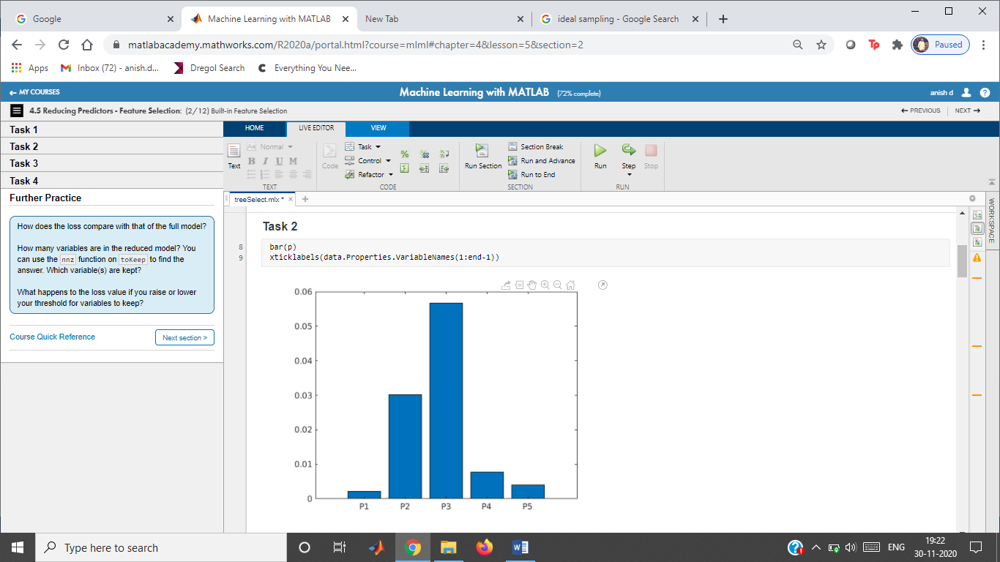 Google
Machine Learning with MATLAB
New Tab
ideal sampling - Google Search
matlabacademy.mathworks.com/R2020a/portal.html?course=mlml#chapter=4&lesson=5&section=2
Tp
Paused
Apps
Inbox (72) - anish.d...
Dregol Search
Everything You Nee...
MY COURSES
Machine Learning with MATLAB (72% complete)
anish d
4.5 Reducing Predictors - Feature Selection: (2/12) Built-in Feature Selection
PREVIOUS
NEXT
Task 1
Task 2
Task 3
Task 4
Further Practice
How does the loss compare with that of the full model?
How many variables are in the reduced model? You
can use the nnz function on toKeep to find the
answer. Which variable(s) are kept?
What happens to the loss value if you raise or lower
your threshold for variables to keep?
Course Quick Reference
Next section >
HOME
LIVE EDITOR
VIEW
Text
Aa Normal
B I U M
TEXT
Code
Task
Control
Refactor
CODE
Run Section
Section Break
Run and Advance
Run to End
SECTION
Run
Step
Stop
RUN
treeSelect.mlx *
WORKSPACE
Task 2
8 bar(p)
9 xticklabels(data.Properties.VariableNames(1:end-1))
0.06
0.05
0.04
0.03
0.02
0.01
0
P1 P2 P3 P4 P5
Type here to search
ENG
19:22
30-11-2020